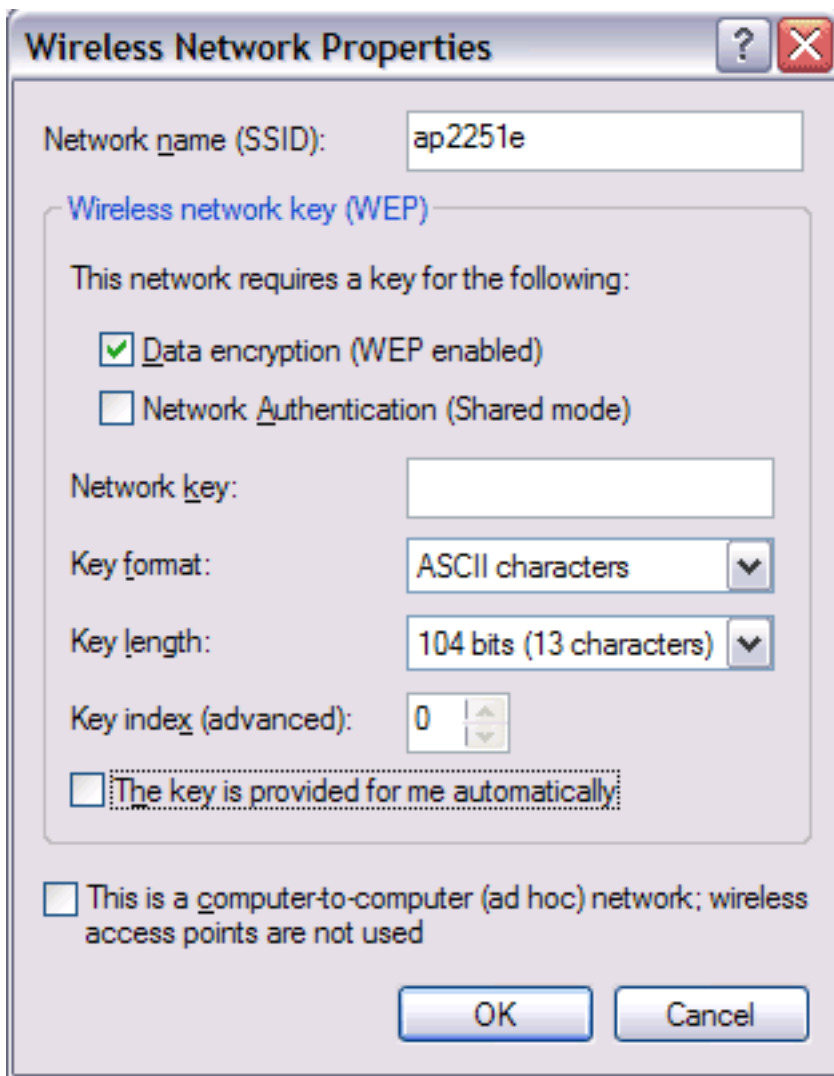 Wireless Network Properties
?
Network name (SSID): ap2251e
Wireless network key (WEP)
This network requires a key for the following:
Data encryption (WEP enabled)
Network Authentication (Shared mode)
Network key:
Key format: ASCII characters
Key length: 104 bits (13 characters)
Key index (advanced): 0
The key is provided for me automatically
This is a computer-to-computer (ad hoc) network; wireless
access points are not used
OK Cancel